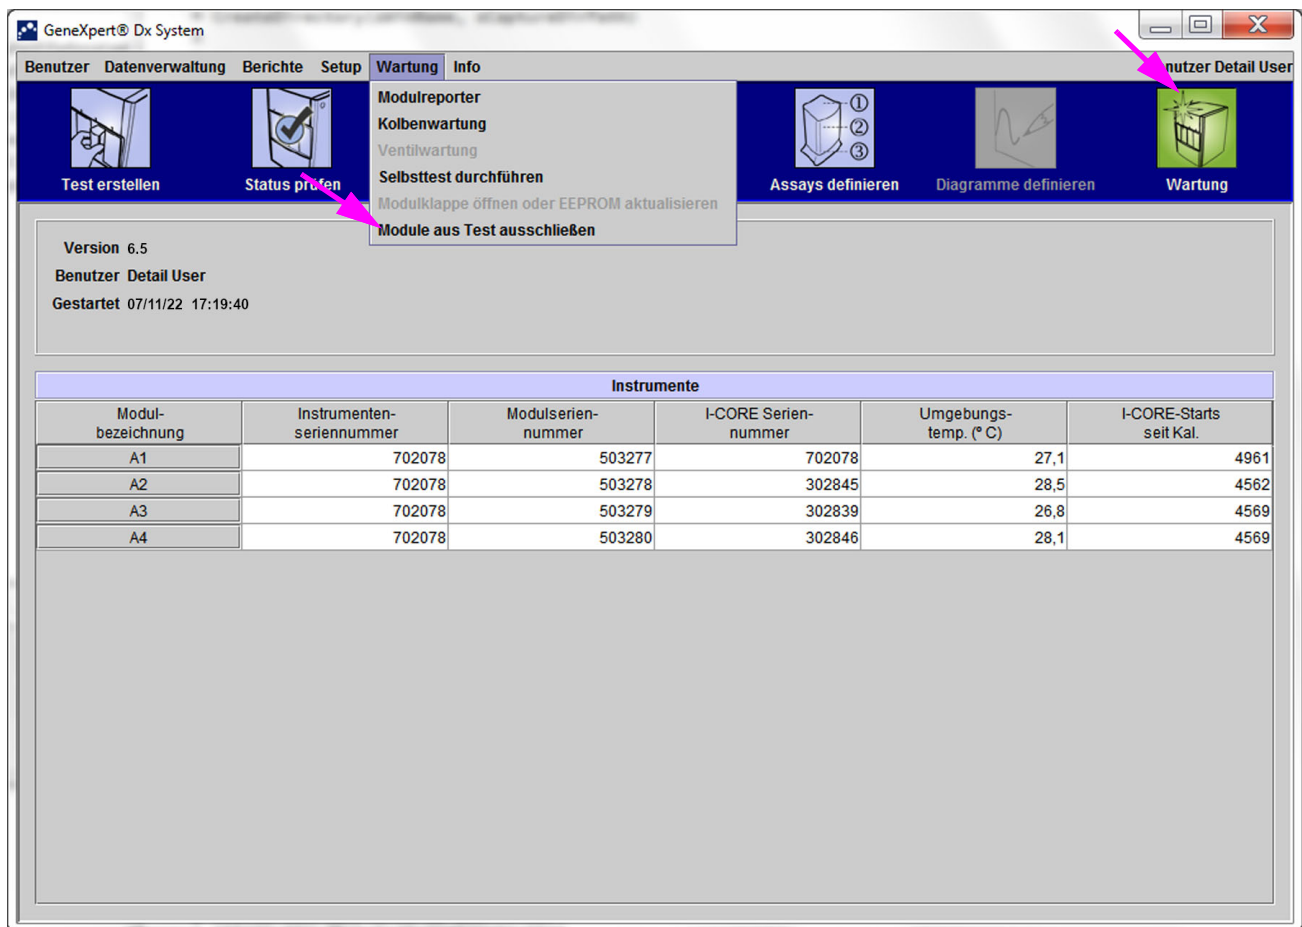 GeneXpert® Dx System
Benutzer Datenverwaltung Berichte Setup Wartung Info nutzer Detail User
Modulreporter
Kolbenwartung
Ventilwartung
Selbsttest durchführen
Modulklappe öffnen oder EEPROM aktualisieren
Module aus Test ausschließen
① 
②
③
Test erstellen Status prüfen Assays definieren Diagramme definieren Wartung
Version 6.5
Benutzer Detail User
Gestartet 07/11/22 17:19:40
Instrumente
Modul- Instrumenten- Modulserien- I-CORE Serien- Umgebungs- I-CORE-Starts
bezeichnung seriennummer nummer nummer temp. (° C) seit Kal.
A1 702078 503277 702078 27,1 4961
A2 702078 503278 302845 28,5 4562
A3 702078 503279 302839 26,8 4569
A4 702078 503280 302846 28,1 4569